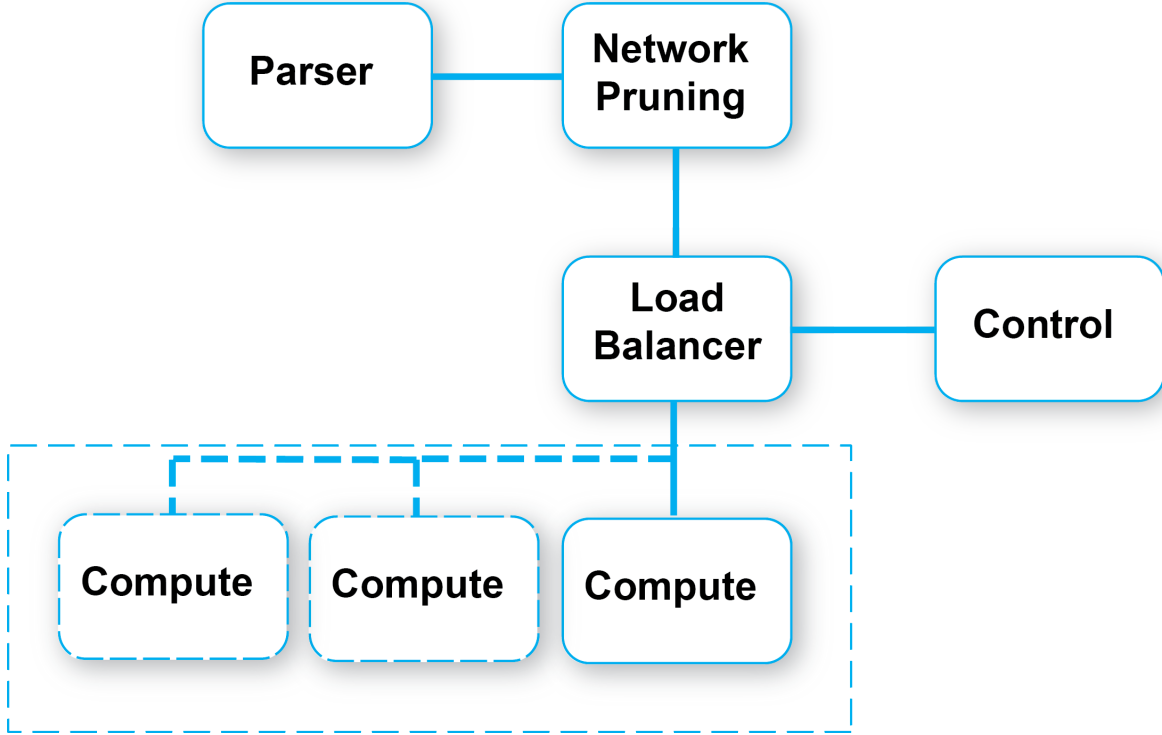 Parser
Network
Pruning
Load
Balancer
Control
Compute
Compute
Compute